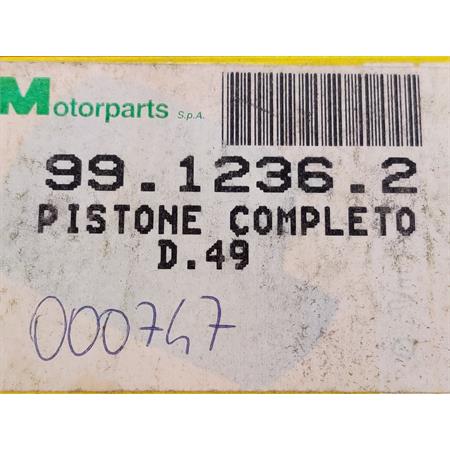 Motorparts S.p.A.
99.1236.2
PISTONE COMPLETO
D.49
000747